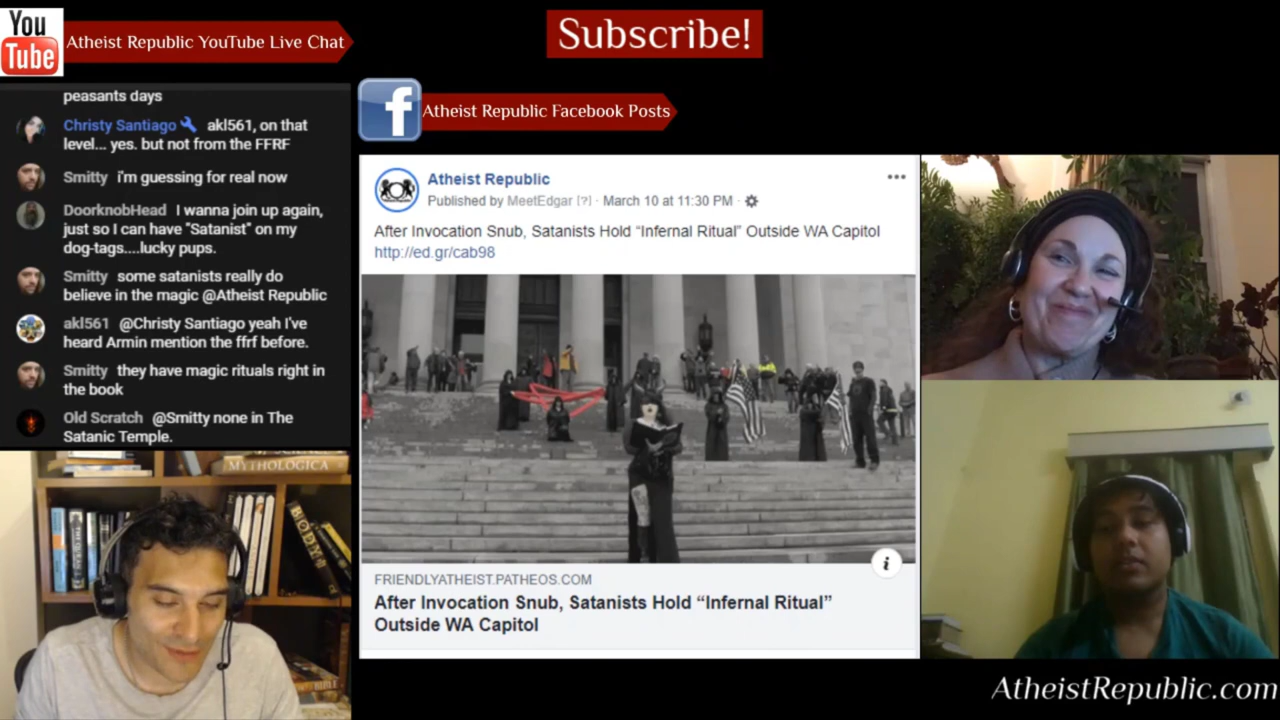 You
Tube
Atheist Republic YouTube Live Chat
Subscribe!
peasants days
Christy Santiago akl561, on that
level... yes. but not from the FFRF
Smitty i'm guessing for real now
DoorknobHead I wanna join up again,
just so I can have "Satanist" on my
dog-tags....lucky pups.
Smitty some satanists really do
believe in the magic @Atheist Republic
akl561 @Christy Santiago yeah I've
heard Armin mention the ffrf before.
Smitty they have magic rituals right in
the book
Old Scratch @Smitty none in The
Satanic Temple.
f
Atheist Republic Facebook Posts
Atheist Republic
Published by MeetEdgar [?] · March 10 at 11:30 PM ·
After Invocation Snub, Satanists Hold “Infernal Ritual” Outside WA Capitol
http://ed.gr/cab98
i
FRIENDLYATHEIST.PATHEOS.COM
After Invocation Snub, Satanists Hold “Infernal Ritual”
Outside WA Capitol
MYTHOLOGICA
BODY
BIBLE
AtheistRepublic.com